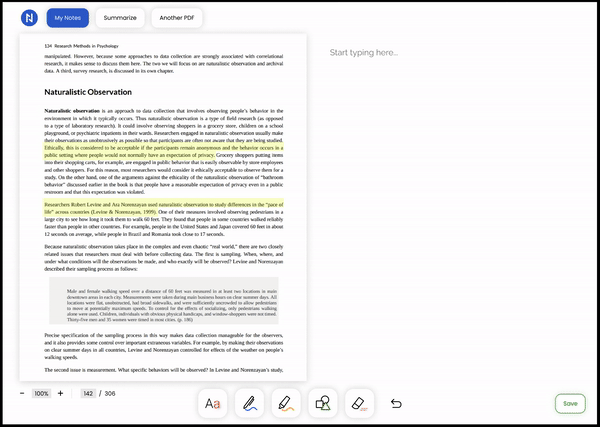 My Notes
Summarize
Another PDF
134 Research Methods in Psychology
manipulated. However, because some approaches to data collection are strongly associated with correlational
research, it makes sense to discuss them here. The two we will focus on are naturalistic observation and archival
data. A third, survey research, is discussed in its own chapter.
Naturalistic Observation
Naturalistic observation is an approach to data collection that involves observing people's behavior in the
environment in which it typically occurs. Thus naturalistic observation is a type of field research (as opposed
to a type of laboratory research). It could involve observing shoppers in a grocery store, children on a school
playground, or psychiatric inpatients in their wards. Researchers engaged in naturalistic observation usually make
their observations as unobtrusively as possible so that participants are often not aware that they are being studied.
Ethically, this is considered to be acceptable if the participants remain anonymous and the behavior occurs in a
public setting where people would not normally have an expectation of privacy. Grocery shoppers putting items
into their shopping carts, for example, are engaged in public behavior that is easily observable by store employees
and other shoppers. For this reason, most researchers would consider it ethically acceptable to observe them for a
study. On the other hand, one of the arguments against the ethicality of the naturalistic observation of "bathroom
behavior" discussed earlier in the book is that people have a reasonable expectation of privacy even in a public
restroom and that this expectation was violated.
Researchers Robert Levine and Ara Norenzayan used naturalistic observation to study differences in the "pace of
life" across countries (Levine & Norenzayan, 1999). One of their measures involved observing pedestrians in a
large city to see how long it took them to walk 60 feet. They found that people in some countries walked reliably
faster than people in other countries. For example, people in the United States and Japan covered 60 feet in about
12 seconds on average, while people in Brazil and Romania took close to 17 seconds.
Because naturalistic observation takes place in the complex and even chaotic "real world," there are two closely
related issues that researchers must deal with before collecting data. The first is sampling. When, where, and
under what conditions will the observations be made, and who exactly will be observed? Levine and Norenzayan
described their sampling process as follows:
Male and female walking speed over a distance of 60 feet was measured in at least two locations in main
downtown areas in each city. Measurements were taken during main business hours on clear summer days. All
locations were flat, unobstructed, had broad sidewalks, and were sufficiently uncrowded to allow pedestrians
to move at potentially maximum speeds. To control for the effects of socializing, only pedestrians walking
alone were used. Children, individuals with obvious physical handicaps, and window-shoppers were not timed.
Thirty-five men and 35 women were timed in most cities. (p. 186)
Precise specification of the sampling process in this way makes data collection manageable for the observers,
and it also provides some control over important extraneous variables. For example, by making their observations
on clear summer days in all countries, Levine and Norenzayan controlled for effects of the weather on people's
walking speeds.
The second issue is measurement. What specific behaviors will be observed? In Levine and Norenzayan's study,
Start typing here...
− 100% + 142 / 306
Aa
Save